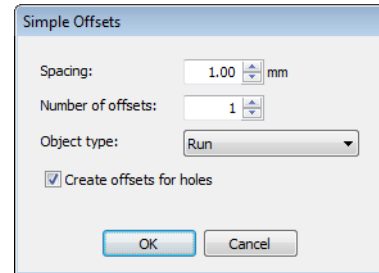 Simple Offsets
Spacing: 1.00 mm
Number of offsets: 1
Object type: Run
Create offsets for holes
OK Cancel